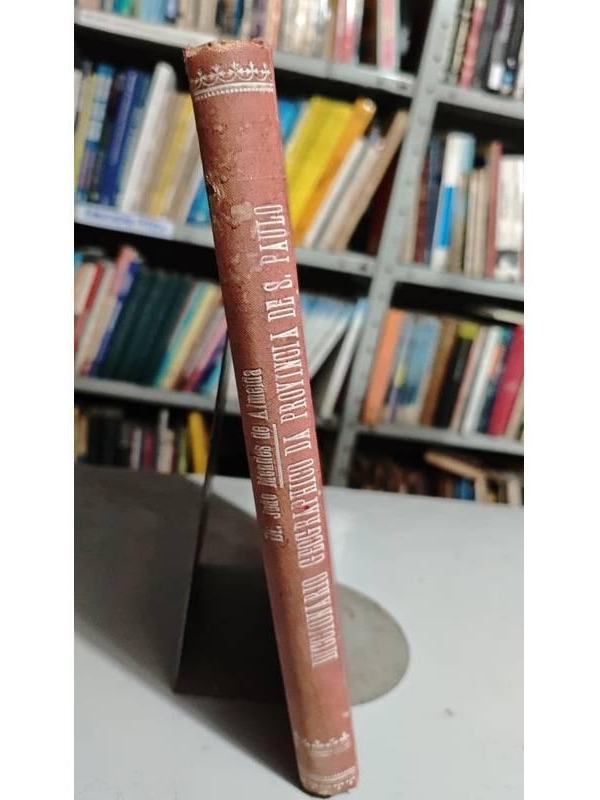 Dr. João Mendes de Almeida
DICCIONARIO GEOGRAPHICO DA PROVINCIA DE S. PAULO